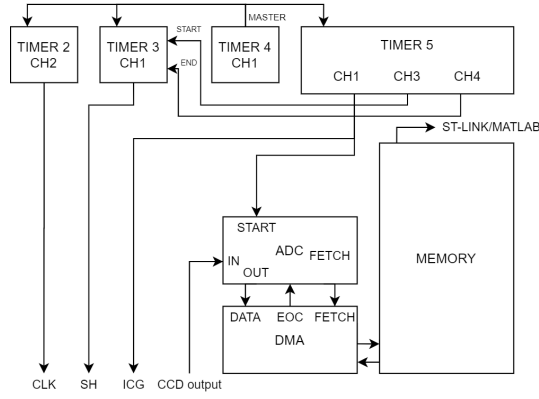 MASTER
TIMER 2
CH2
TIMER 3
CH1
START
END
TIMER 4
CH1
TIMER 5
CH1 CH3 CH4
ST-LINK/MATLAB
START
ADC
FETCH
IN
OUT
MEMORY
DATA EOC FETCH
DMA
CLK SH ICG CCD output